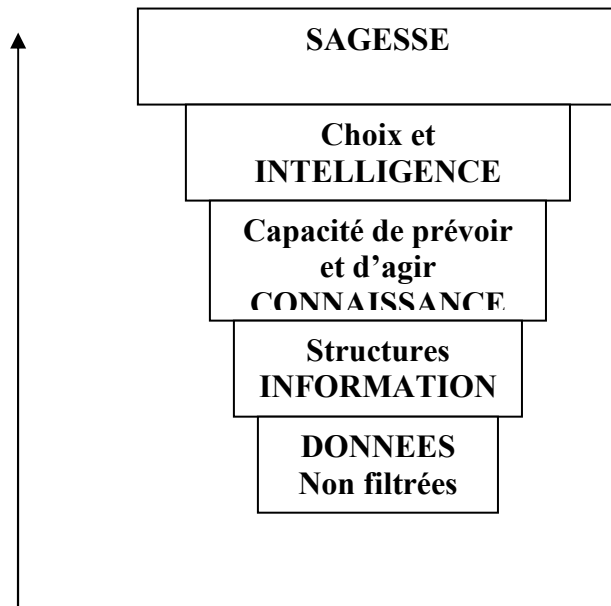 SAGESSE
Choix et
INTELLIGENCE
Capacité de prévoir
et d’agir
CONNAISSANCE
Structures
INFORMATION
DONNEES
Non filtrées